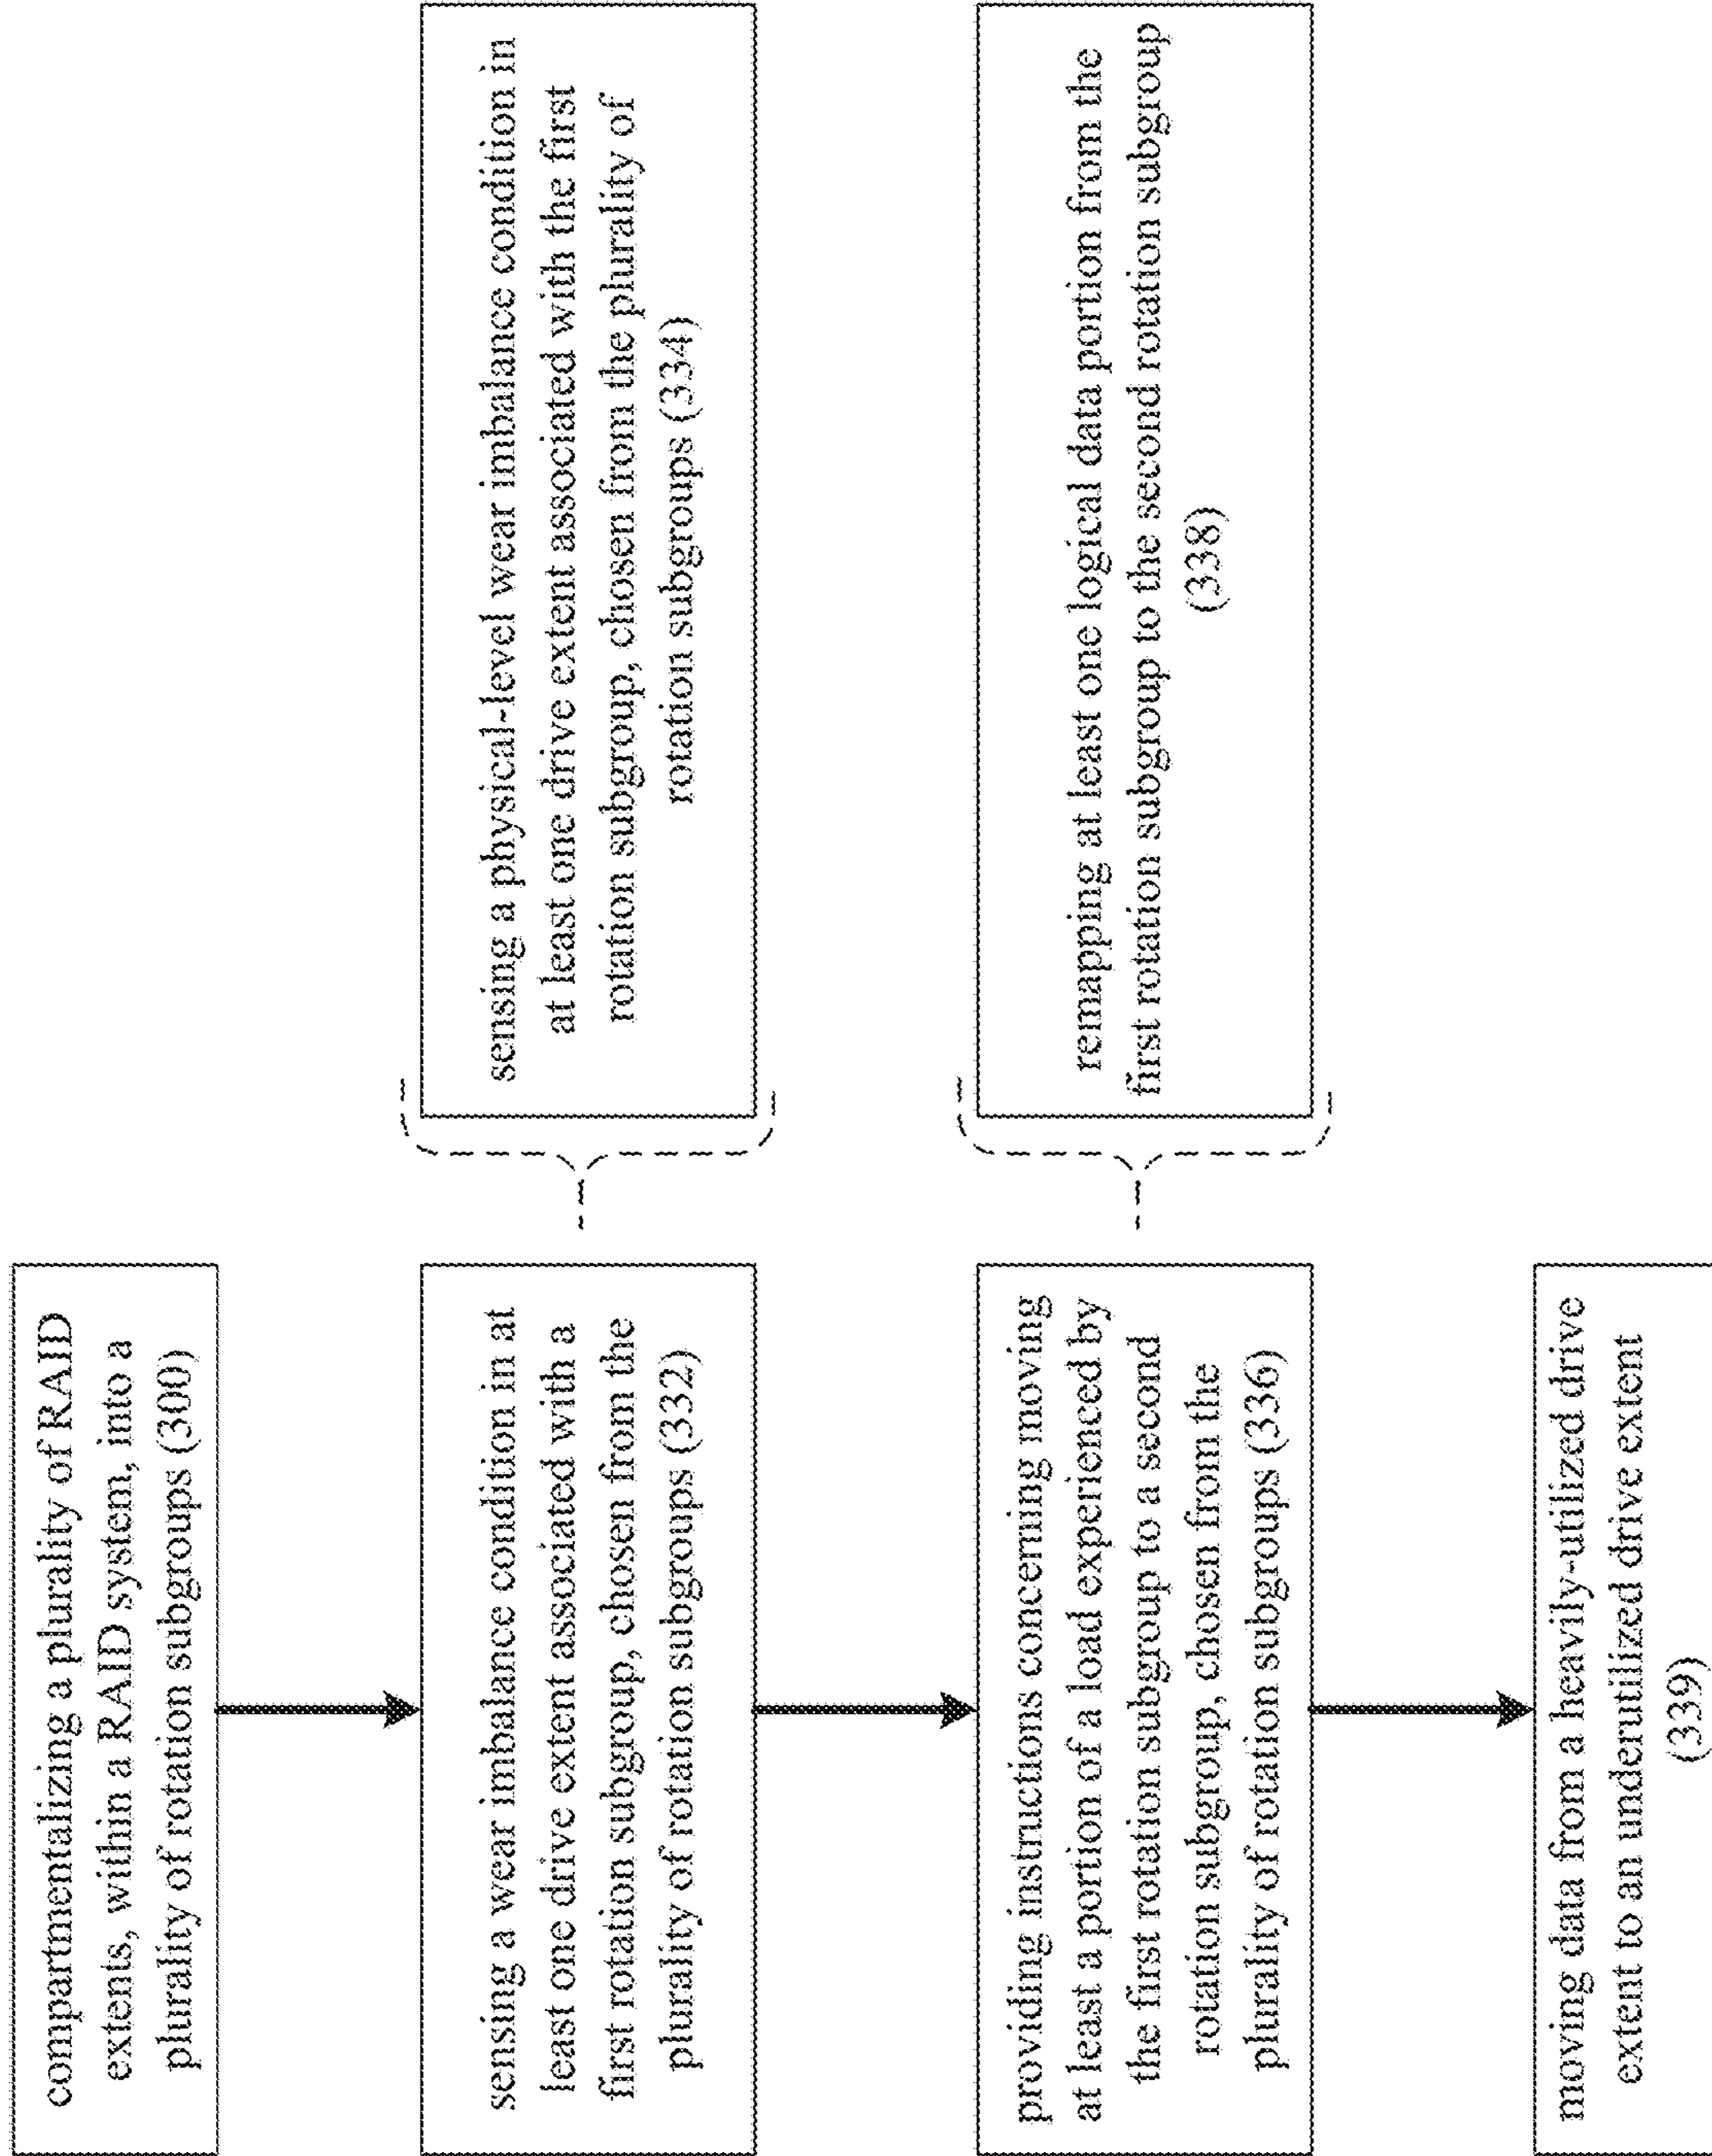 compartmentalizing a plurality of RAID
extents, within a RAID system, into a
plurality of rotation subgroups (300)
sensing a wear imbalance condition in at
least one drive extent associated with a
first rotation subgroup, chosen from the
plurality of rotation subgroups (332)
sensing a physical-level wear imbalance condition in
at least one drive extent associated with the first
rotation subgroup, chosen from the plurality of
rotation subgroups (334)
providing instructions concerning moving
at least a portion of a load experienced by
the first rotation subgroup to a second
rotation subgroup, chosen from the
plurality of rotation subgroups (336)
remapping at least one logical data portion from the
first rotation subgroup to the second rotation subgroup
(338)
moving data from a heavily-utilized drive
extent to an underutilized drive extent
(339)